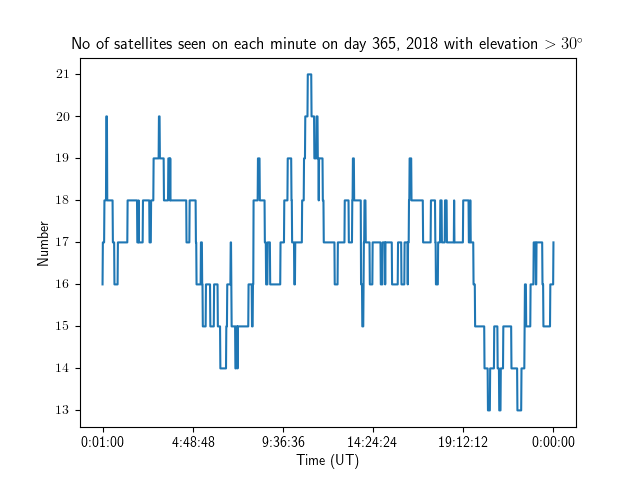 No of satellites seen on each minute on day 365, 2018 with elevation > 30°
21
20
19
18
17
16
15
14
13
Number
0:01:00 4:48:48 9:36:36 14:24:24 19:12:12 0:00:00
Time (UT)